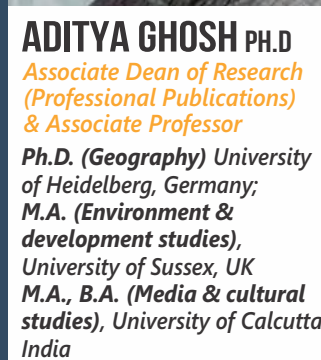 ADITYA GHOSH PH.D
Associate Dean of Research
(Professional Publications)
& Associate Professor
Ph.D. (Geography) University
of Heidelberg, Germany;
M.A. (Environment &
development studies),
University of Sussex, UK
M.A., B.A. (Media & cultural
studies), University of Calcutta
India